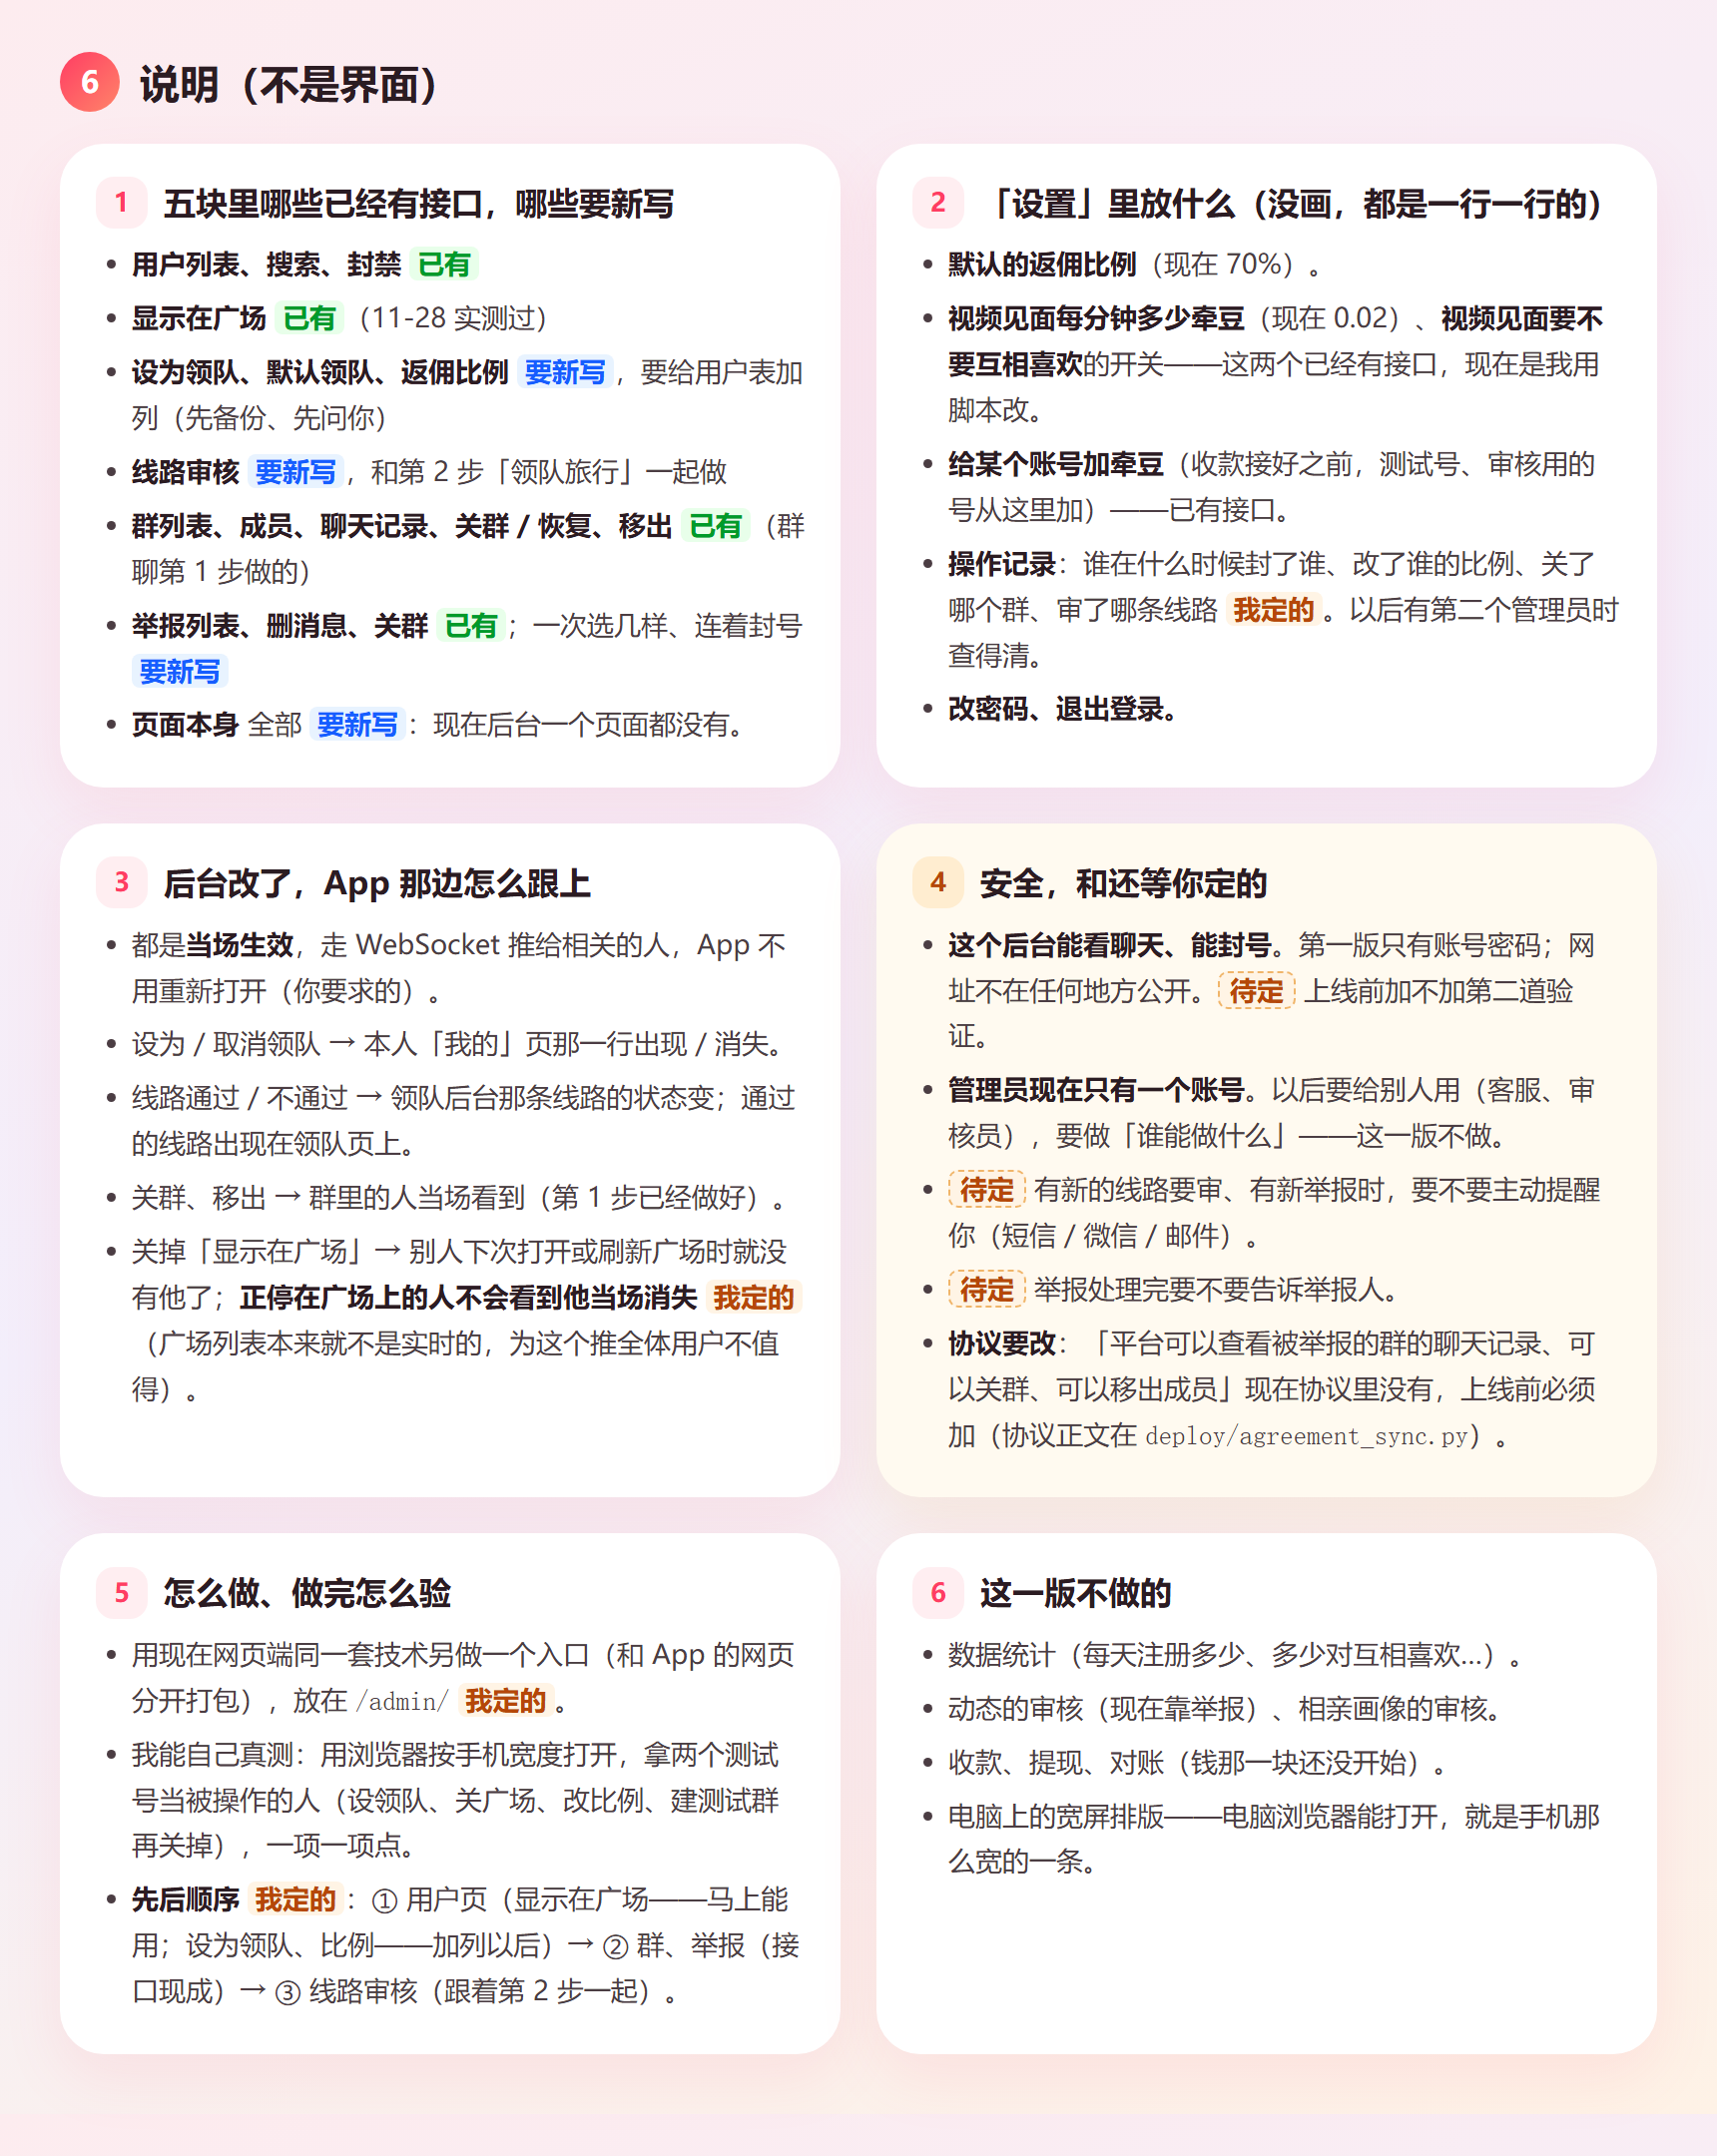 6 说明（不是界面）
1 五块里哪些已经有接口，哪些要新写
• 用户列表、搜索、封禁 已有
• 显示在广场 已有（11-28 实测过）
• 设为领队、默认领队、返佣比例 要新写，要给用户表加
列（先备份、先问你）
• 线路审核 要新写，和第 2 步「领队旅行」一起做
• 群列表、成员、聊天记录、关群 / 恢复、移出 已有（群
聊第 1 步做的）
• 举报列表、删消息、关群 已有；一次选几样、连着封号
要新写
• 页面本身 全部 要新写：现在后台一个页面都没有。
2 「设置」里放什么（没画，都是一行一行的）
• 默认的返佣比例（现在 70%）。
• 视频见面每分钟多少牵豆（现在 0.02）、视频见面要不
要互相喜欢的开关——这两个已经有接口，现在是我用
脚本改。
• 给某个账号加牵豆（收款接好之前，测试号、审核用的
号从这里加）——已有接口。
• 操作记录：谁在什么时候封了谁、改了谁的比例、关了
哪个群、审了哪条线路 我定的。以后有第二个管理员时
查得清。
• 改密码、退出登录。
3 后台改了，App 那边怎么跟上
• 都是当场生效，走 WebSocket 推给相关的人，App 不
用重新打开（你要求的）。
• 设为 / 取消领队 → 本人「我的」页那一行出现 / 消失。
• 线路通过 / 不通过 → 领队后台那条线路的状态变；通过
的线路出现在领队页上。
• 关群、移出 → 群里的人当场看到（第 1 步已经做好）。
• 关掉「显示在广场」→ 别人下次打开或刷新广场时就没
有他了；正停在广场上的人不会看到他当场消失 我定的
（广场列表本来就不是实时的，为这个推全体用户不值
得）。
4 安全，和还等你定的
• 这个后台能看聊天、能封号。第一版只有账号密码；网
址不在任何地方公开。待定 上线前加不加第二道验
证。
• 管理员现在只有一个账号。以后要给别人用（客服、审
核员），要做「谁能做什么」——这一版不做。
• 待定 有新的线路要审、有新举报时，要不要主动提醒
你（短信 / 微信 / 邮件）。
• 待定 举报处理完要不要告诉举报人。
• 协议要改：「平台可以查看被举报的群的聊天记录、可
以关群、可以移出成员」现在协议里没有，上线前必须
加（协议正文在 deploy/agreement_sync.py）。
5 怎么做、做完怎么验
• 用现在网页端同一套技术另做一个入口（和 App 的网页
分开打包），放在 /admin/ 我定的。
• 我能自己真测：用浏览器按手机宽度打开，拿两个测试
号当被操作的人（设领队、关广场、改比例、建测试群
再关掉），一项一项点。
• 先后顺序 我定的：① 用户页（显示在广场——马上能
用；设为领队、比例——加列以后）→ ② 群、举报（接
口现成）→ ③ 线路审核（跟着第 2 步一起）。
6 这一版不做的
• 数据统计（每天注册多少、多少对互相喜欢…）。
• 动态的审核（现在靠举报）、相亲画像的审核。
• 收款、提现、对账（钱那一块还没开始）。
• 电脑上的宽屏排版——电脑浏览器能打开，就是手机那
么宽的一条。